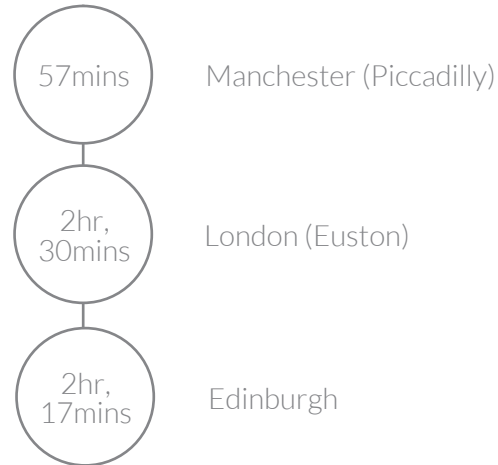 57mins
Manchester (Piccadilly)
2hr,
30mins
London (Euston)
2hr,
17mins
Edinburgh